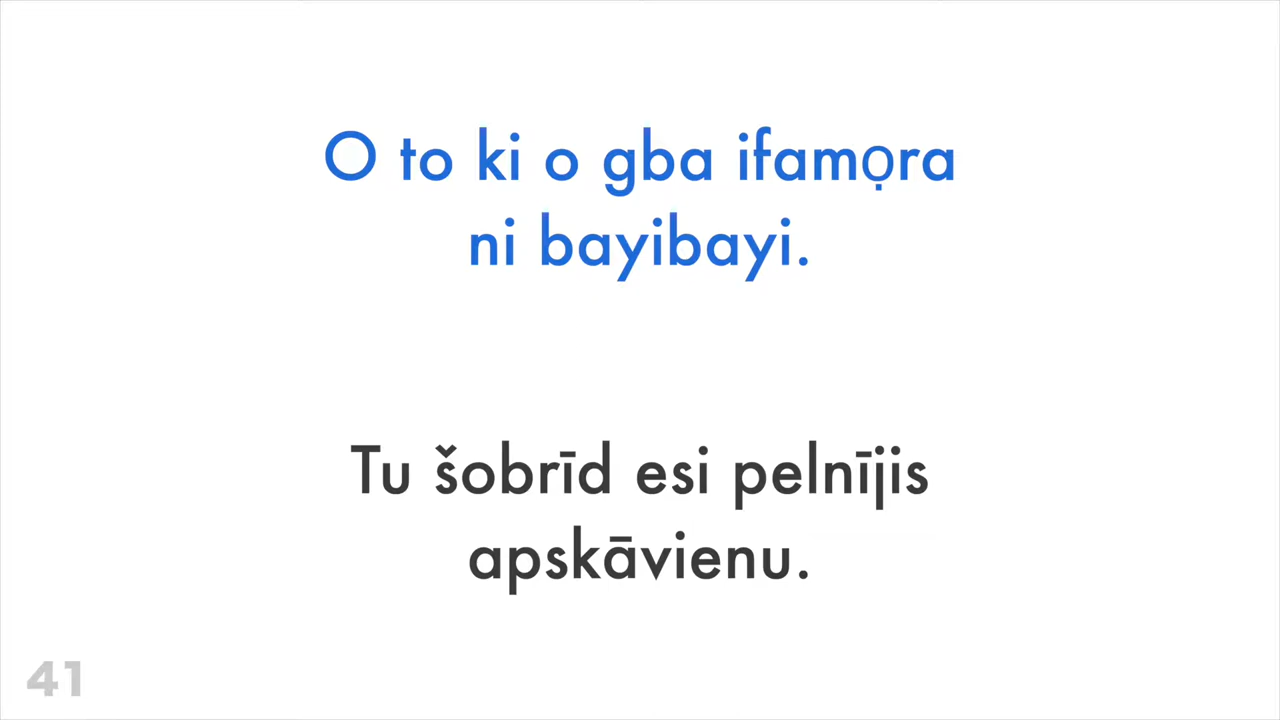 O to ki o gba ifamọra
ni bayibayi.
Tu šobrīd esi pelnījis
apskāvienu.
41